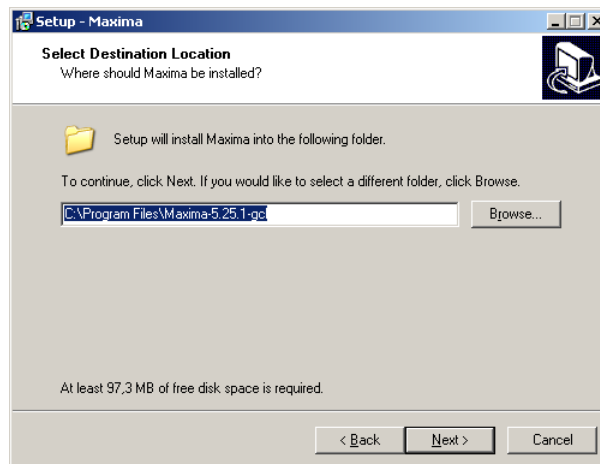 Setup - Maxima
Select Destination Location
Where should Maxima be installed?
Setup will install Maxima into the following folder.
To continue, click Next. If you would like to select a different folder, click Browse.
C:\Program Files\Maxima-5.25.1-gcl
Browse...
At least 97,3 MB of free disk space is required.
< Back
Next >
Cancel